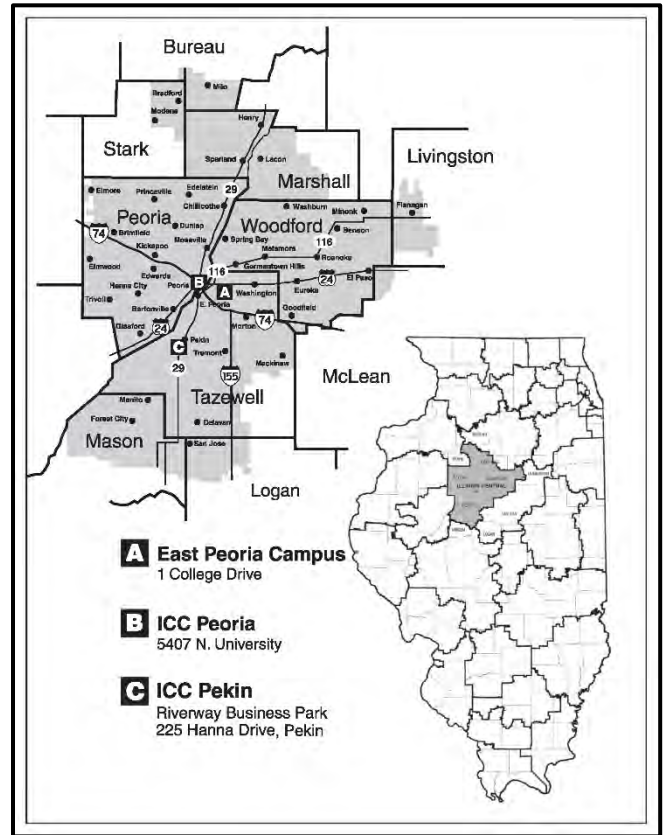 Bureau
Milo
Bradford
Modena
Henry
Stark
Sparland
Lacon
Livingston
Marshall
29
Elmore
Princeville
Edelstein
Chillicothe
Washburn
Minonk
Flanagan
Peoria
Woodford
74
Brimfield
Dunlap
Benson
Mossville
Spring Bay
Metamora
116
Kickapoo
Roanoke
Germantown Hills
Elmwood
Edwards
116
Peoria
B
A
Washington
24
El Paso
Hanna City
Eureka
Trivoli
E. Peoria
Goodfield
Bartonville
Morton
74
Glasford
24
Pekin
C
Tremont
Mackinaw
29
155
McLean
Tazewell
Manito
Forest City
Delavan
Mason
San Jose
Logan
A East Peoria Campus
1 College Drive
B ICC Peoria
5407 N. University
C ICC Pekin
Riverway Business Park
225 Hanna Drive, Pekin
ILLINOIS CENTRAL